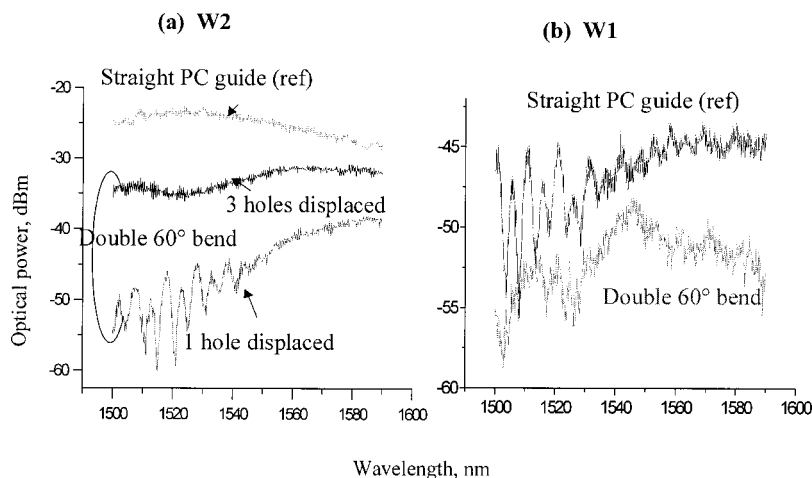 (a) W2
Straight PC guide (ref)
3 holes displaced
Double 60° bend
1 hole displaced
Optical power, dBm
-20
-25
-30
-35
-40
-45
-50
-55
-60
1500 1520 1540 1560 1580 1600
(b) W1
Straight PC guide (ref)
Double 60° bend
-45
-50
-55
-60
1500 1520 1540 1560 1580 1600
Wavelength, nm